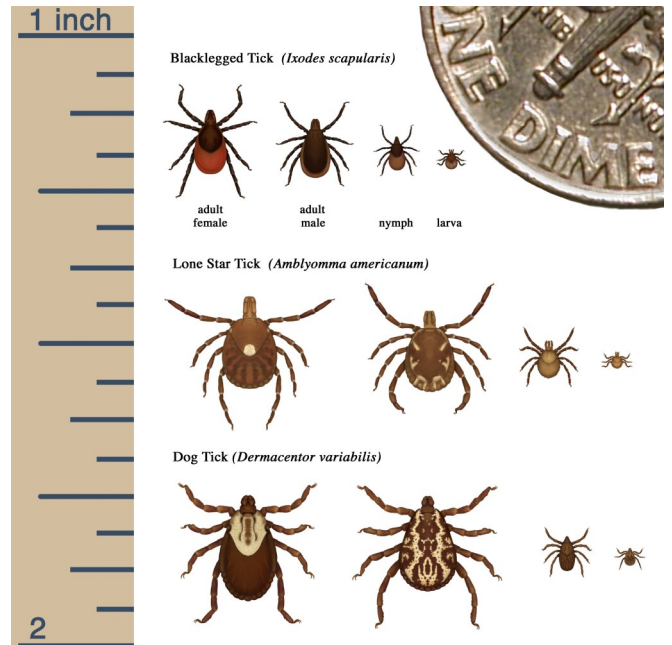 1 inch
Blacklegged Tick (Ixodes scapularis)
adult female
adult male
nymph
larva
ONE DIME
Lone Star Tick (Amblyomma americanum)
Dog Tick (Dermacentor variabilis)
2